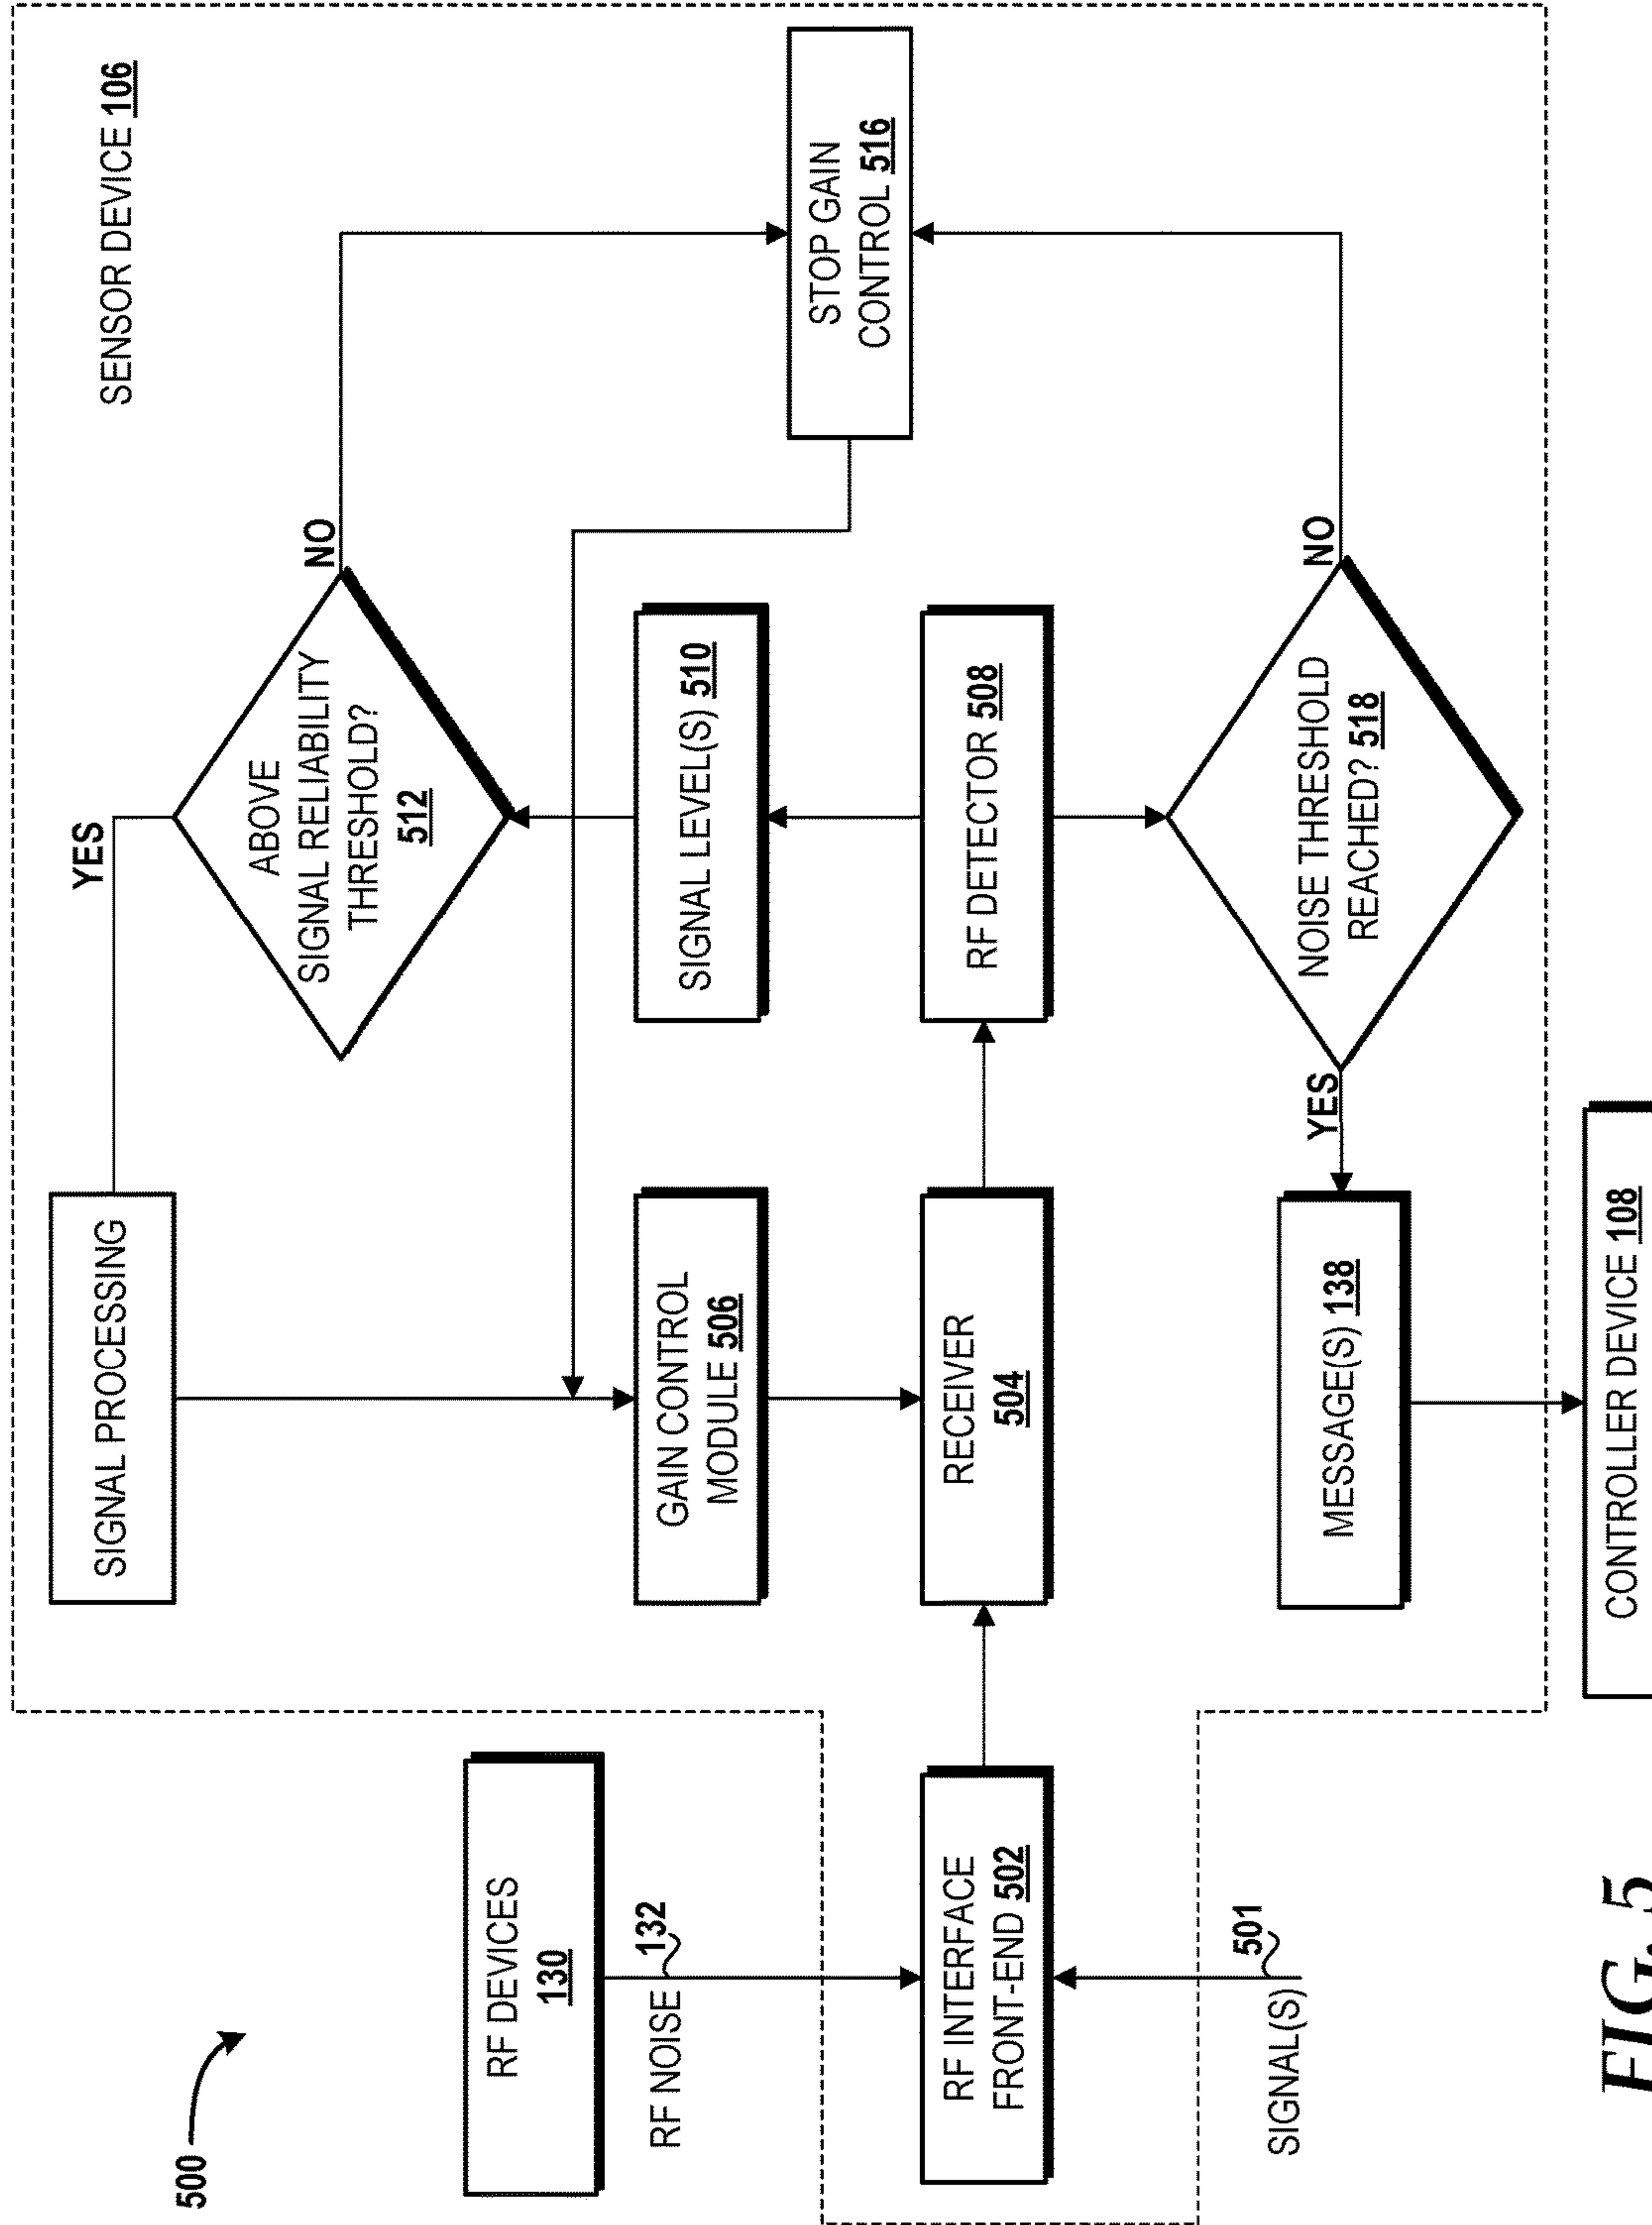 500
SENSOR DEVICE 106
SIGNAL PROCESSING
YES
ABOVE
SIGNAL RELIABILITY
THRESHOLD?
512
NO
RF DEVICES
130
RF NOISE 132
GAIN CONTROL
MODULE 506
SIGNAL LEVEL(S) 510
STOP GAIN
CONTROL 516
RF INTERFACE
FRONT-END 502
RECEIVER
504
RF DETECTOR 508
SIGNAL(S)
501
MESSAGE(S) 138
YES
NOISE THRESHOLD
REACHED? 518
NO
CONTROLLER DEVICE 108
FIG. 5